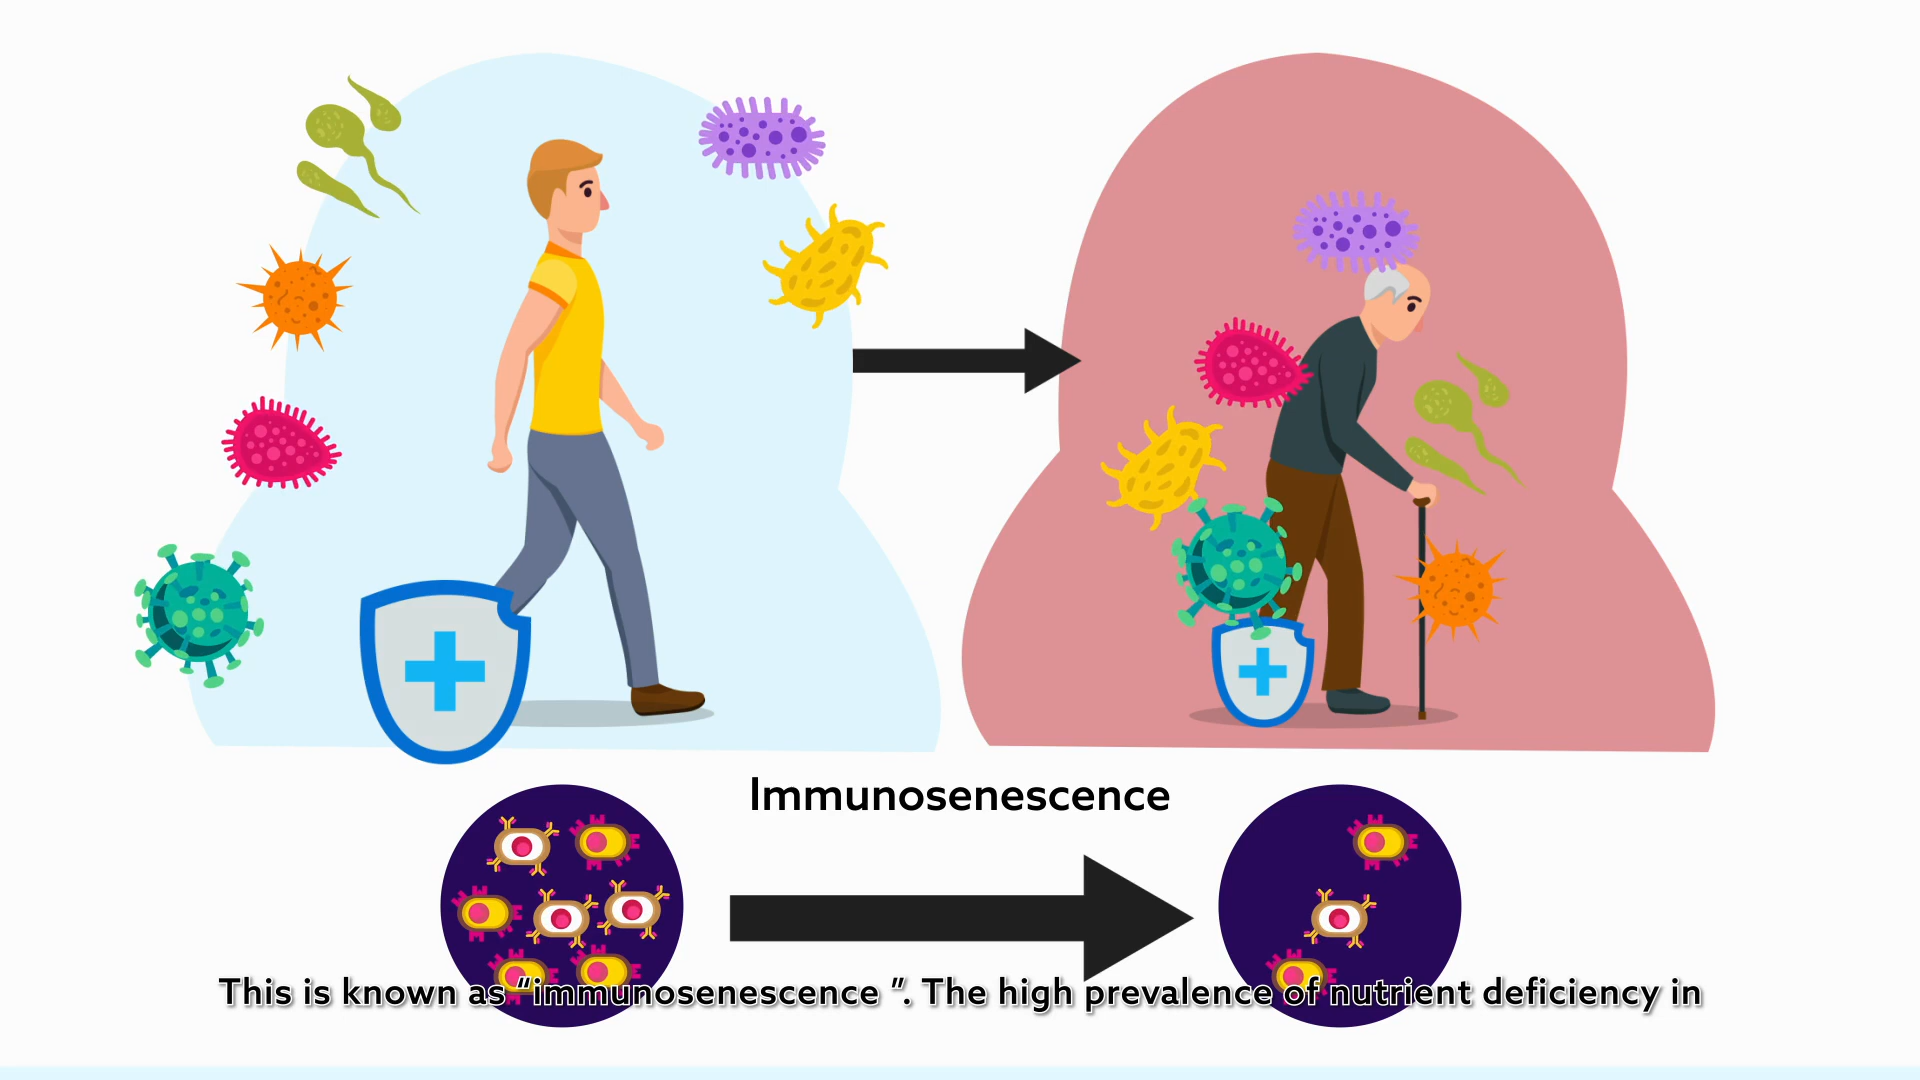 Immunosenescence
This is known as “immunosenescence ”. The high prevalence of nutrient deficiency in